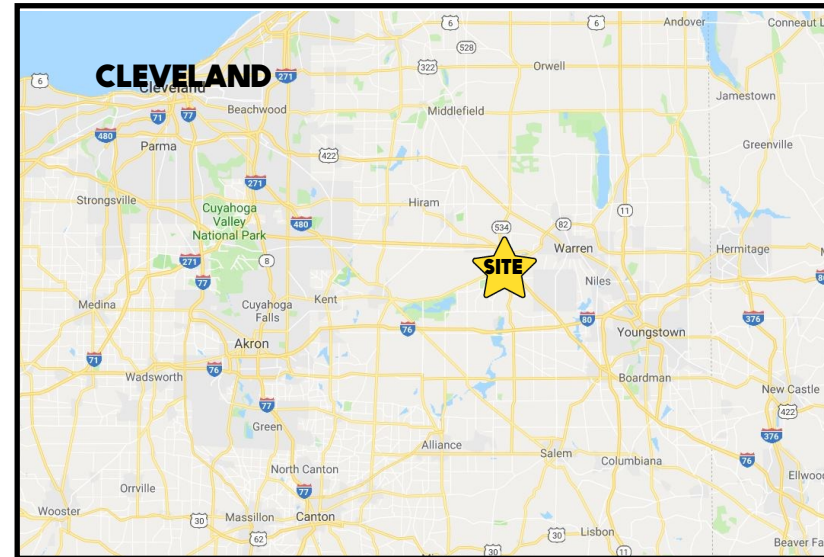 6
6
Andover
Conneaut L
528
CLEVELAND
271
322
Orwell
6
Cleveland
Jamestown
71
77
Beachwood
Middlefield
480
Parma
422
Greenville
271
Strongsville
Cuyahoga
Valley
National Park
Hiram
11
480
534
82
Warren
Hermitage
271
8
SITE
77
Niles
Medina
Cuyahoga
Falls
Kent
76
80
376
Akron
Youngstown
71
76
Wadsworth
Boardman
77
New Castle
422
Green
376
Alliance
Salem
Columbiana
76
North Canton
Ellwoo
Orrville
77
Wooster
30
Massillon
Canton
62
30
Lisbon
30
11
Beaver Fa